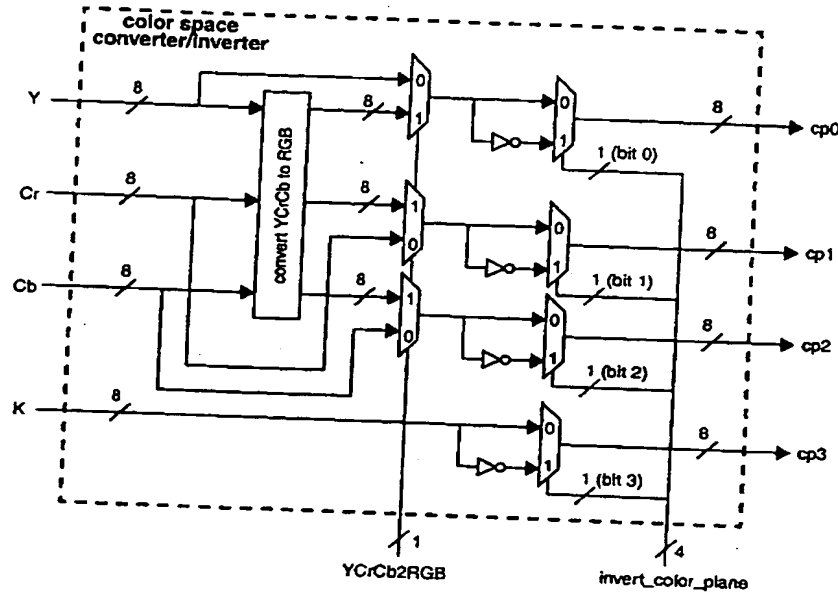 color space
converter/inverter
Y
8
8
0
1
0
1
8
cp0
1 (bit 0)
convert YCrCb to RGB
Cr
8
8
1
0
0
1
8
cp1
1 (bit 1)
Cb
8
8
1
0
0
1
8
cp2
1 (bit 2)
K
8
0
1
8
cp3
1 (bit 3)
1
YCrCb2RGB
4
invert_color_plane